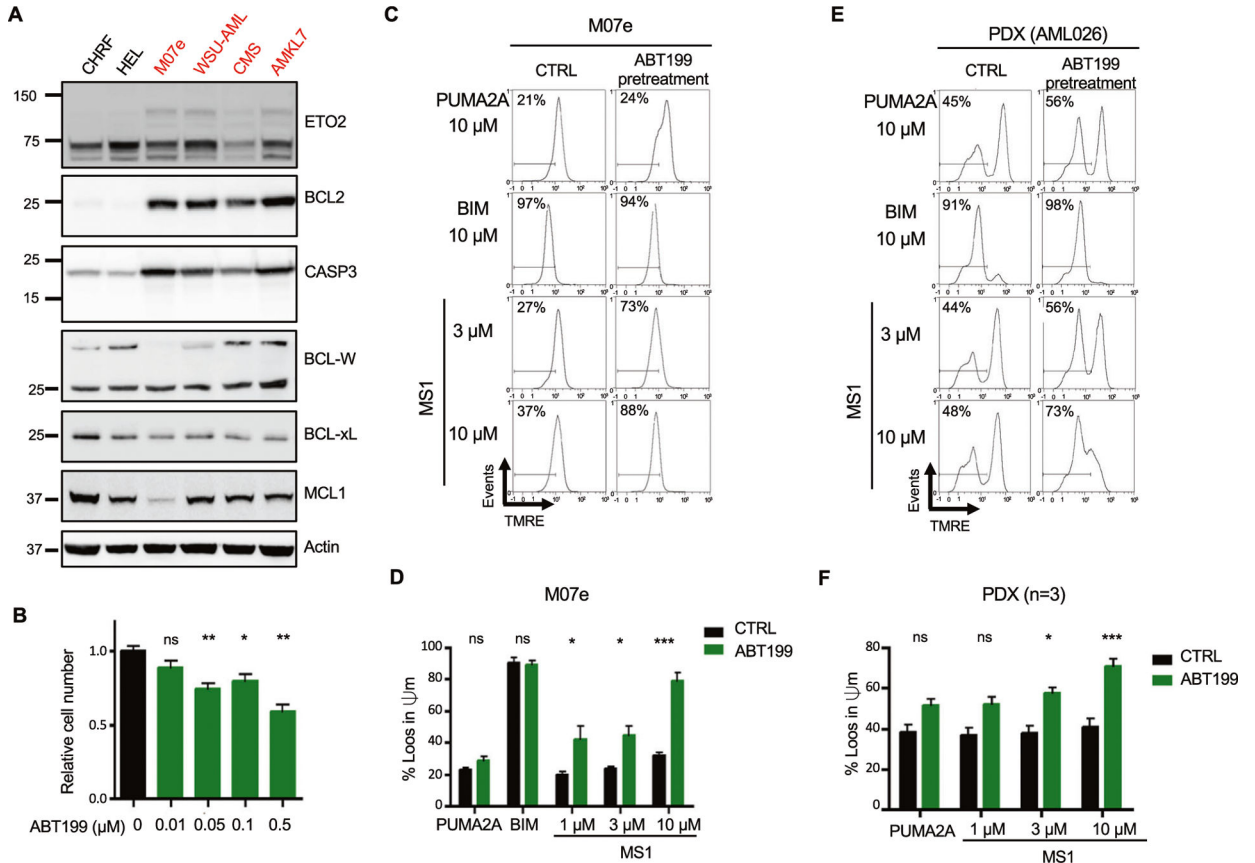 A
CHRF
HEL
M07e
WSU-AML
CMS
AMKL7
150
75
ETO2
25
BCL2
25
15
CASP3
25
BCL-W
25
BCL-xL
37
MCL1
37
Actin
B
Relative cell number
1.0
0.5
0.0
ns
**
*
**
ABT199 (µM) 0 0.01 0.05 0.1 0.5
C
M07e
CTRL
ABT199
pretreatment
PUMA2A
10 µM
21%
24%
BIM
10 µM
97%
94%
MS1
3 µM
27%
73%
10 µM
37%
88%
Events
TMRE
D
M07e
CTRL
ABT199
% Loos in ψm
100
80
60
40
20
0
ns
ns
*
*
***
PUMA2A BIM 1 µM 3 µM 10 µM
MS1
E
PDX (AML026)
CTRL
ABT199
pretreatment
PUMA2A
10 µM
45%
56%
BIM
10 µM
91%
98%
MS1
3 µM
44%
56%
10 µM
48%
73%
Events
TMRE
F
PDX (n=3)
CTRL
ABT199
% Loos in ψm
80
60
40
20
0
ns
ns
*
***
PUMA2A 1 µM 3 µM 10 µM
MS1